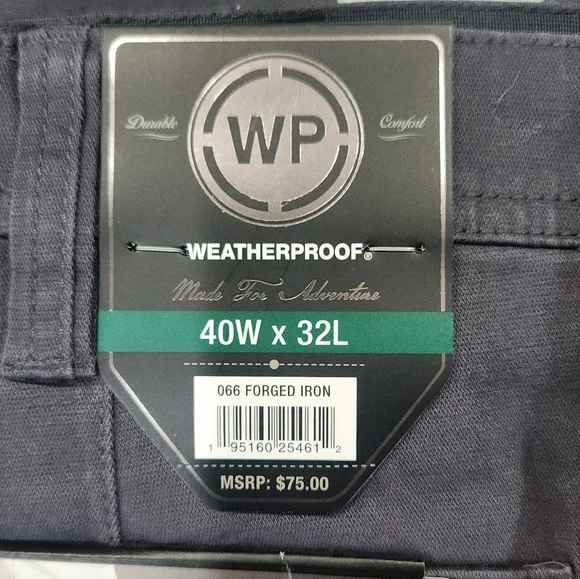 WP
Durable
Comfort
WEATHERPROOF®
Made For Adventure
40W x 32L
066 FORGED IRON
1 95160 25461 2
MSRP: $75.00